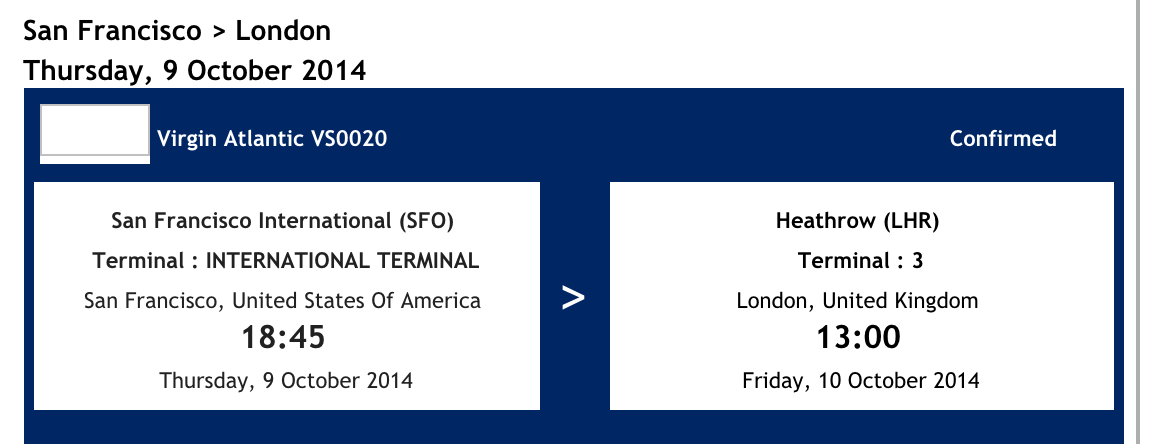 San Francisco > London
Thursday, 9 October 2014
Virgin Atlantic VS0020
Confirmed
San Francisco International (SFO)
Terminal : INTERNATIONAL TERMINAL
San Francisco, United States Of America
18:45
Thursday, 9 October 2014
>
Heathrow (LHR)
Terminal : 3
London, United Kingdom
13:00
Friday, 10 October 2014